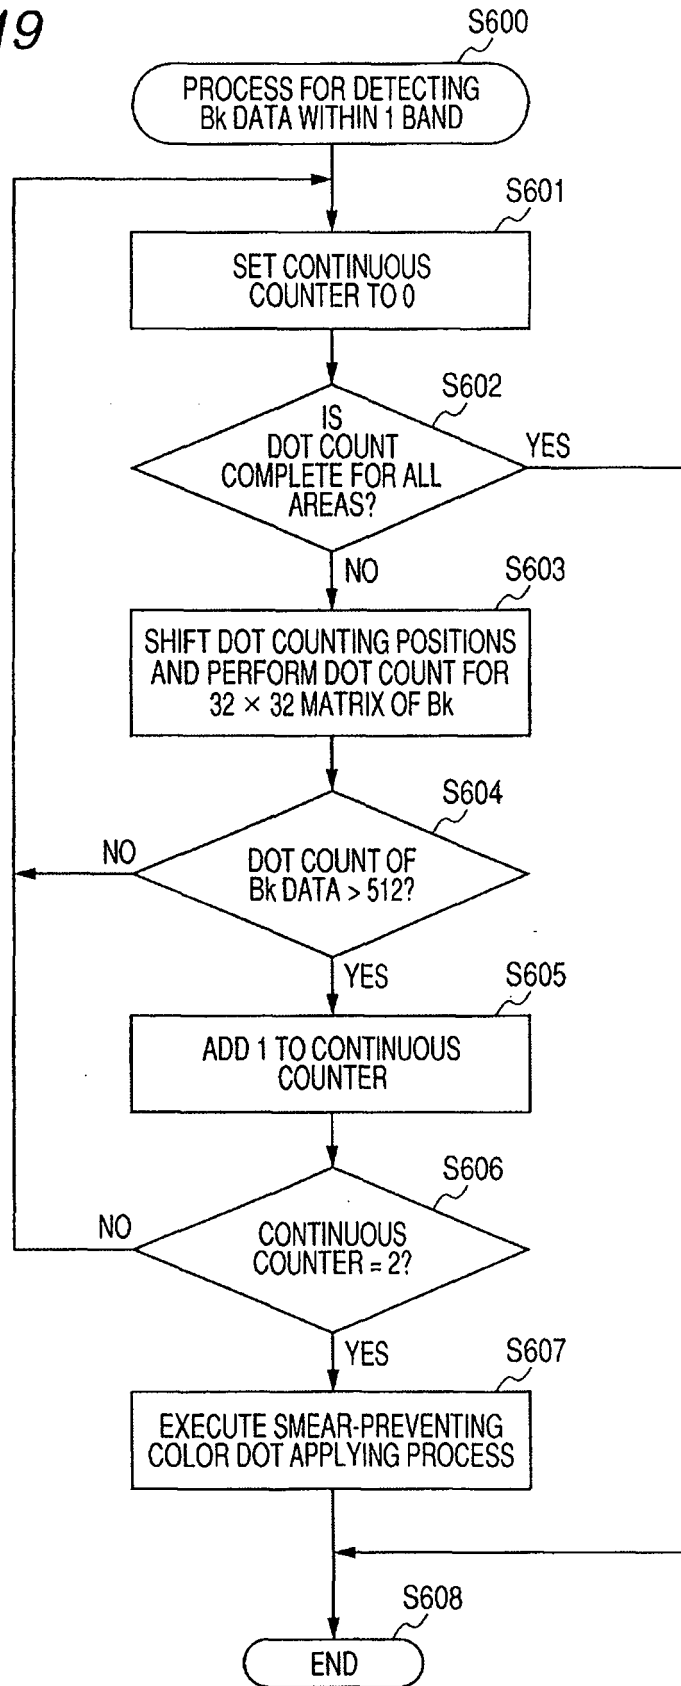 19
S600
PROCESS FOR DETECTING
Bk DATA WITHIN 1 BAND
S601
SET CONTINUOUS
COUNTER TO 0
S602
IS
DOT COUNT
COMPLETE FOR ALL
AREAS?
YES
NO
S603
SHIFT DOT COUNTING POSITIONS
AND PERFORM DOT COUNT FOR
32 × 32 MATRIX OF Bk
S604
NO
DOT COUNT OF
Bk DATA > 512?
YES
S605
ADD 1 TO CONTINUOUS
COUNTER
S606
NO
CONTINUOUS
COUNTER = 2?
YES
S607
EXECUTE SMEAR-PREVENTING
COLOR DOT APPLYING PROCESS
S608
END